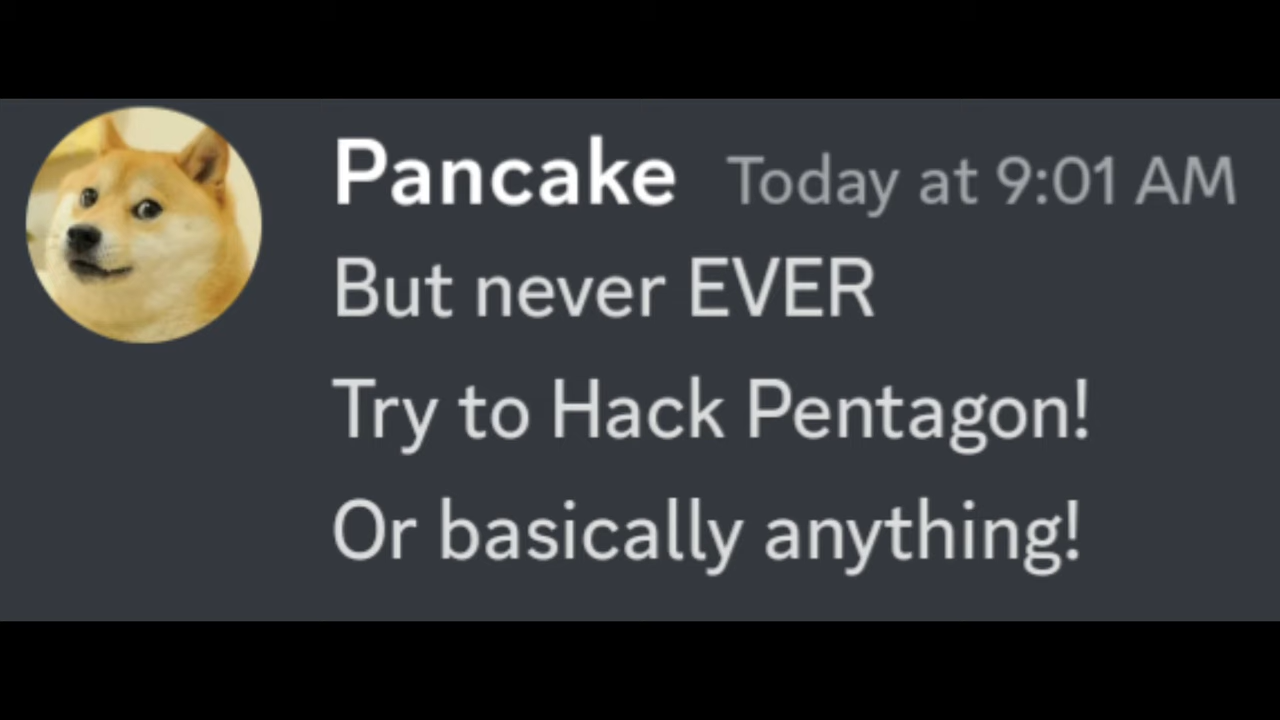 Pancake Today at 9:01 AM
But never EVER
Try to Hack Pentagon!
Or basically anything!